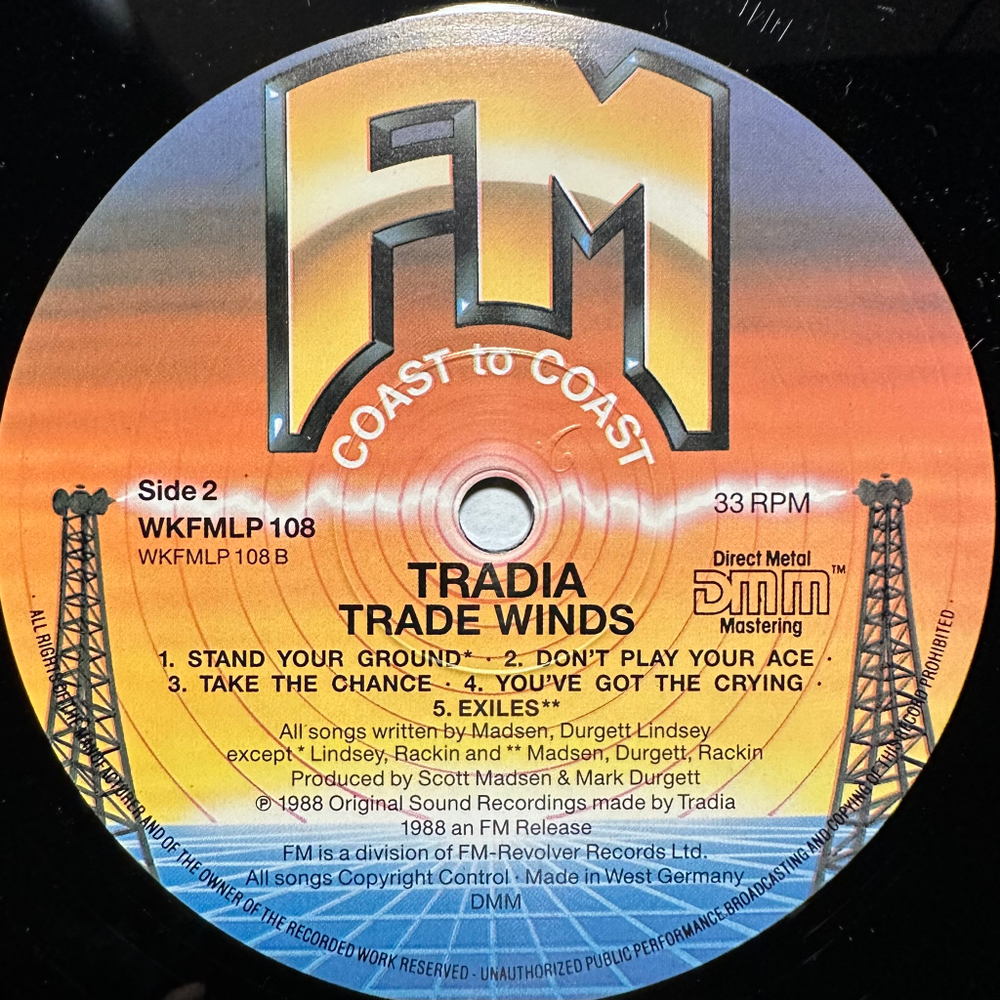 FM
COAST to COAST
Side 2
WKFMLP 108
WKFMLP 108 B
33 RPM
TRADIA
TRADE WINDS
Direct Metal
DMM™
Mastering
1. STAND YOUR GROUND* · 2. DON'T PLAY YOUR ACE ·
3. TAKE THE CHANCE · 4. YOU'VE GOT THE CRYING ·
5. EXILES**
All songs written by Madsen, Durgett Lindsey
except * Lindsey, Rackin and ** Madsen, Durgett, Rackin
Produced by Scott Madsen & Mark Durgett
℗ 1988 Original Sound Recordings made by Tradia
1988 an FM Release
FM is a division of FM-Revolver Records Ltd.
All songs Copyright Control · Made in West Germany
DMM
· ALL RIGHTS OF THE PRODUCER AND OF THE OWNER OF THE RECORDED WORK RESERVED - UNAUTHORIZED PUBLIC PERFORMANCE, BROADCASTING AND COPYING OF THIS RECORD PROHIBITED ·